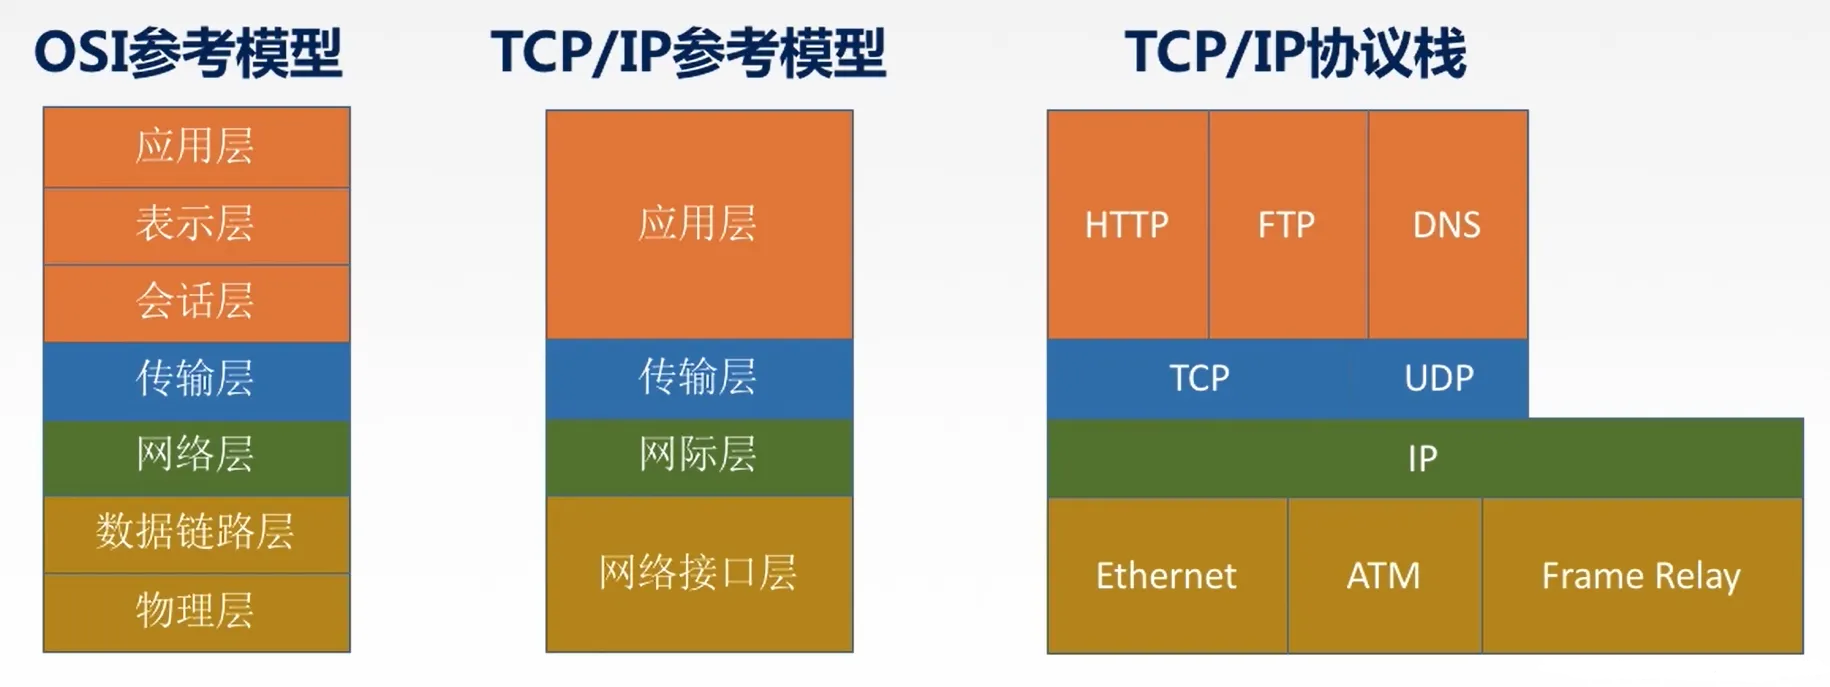 OSI参考模型
应用层
表示层
会话层
传输层
网络层
数据链路层
物理层
TCP/IP参考模型
应用层
传输层
网际层
网络接口层
TCP/IP协议栈
HTTP FTP DNS
TCP UDP
IP
Ethernet ATM Frame Relay